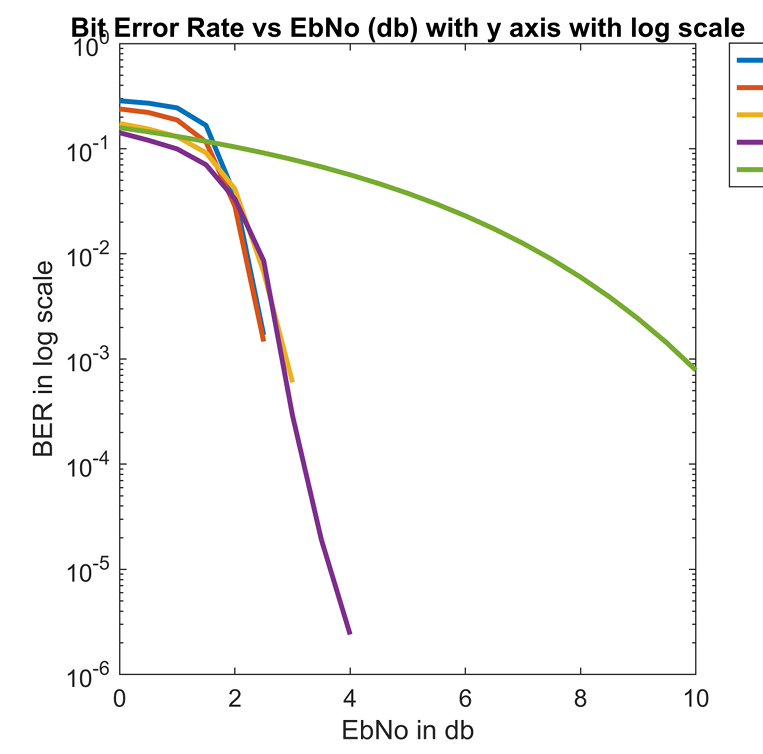 Bit Error Rate vs EbNo (db) with y axis with log scale
10^0
10^-1
10^-2
10^-3
10^-4
10^-5
10^-6
BER in log scale
0 2 4 6 8 10
EbNo in db